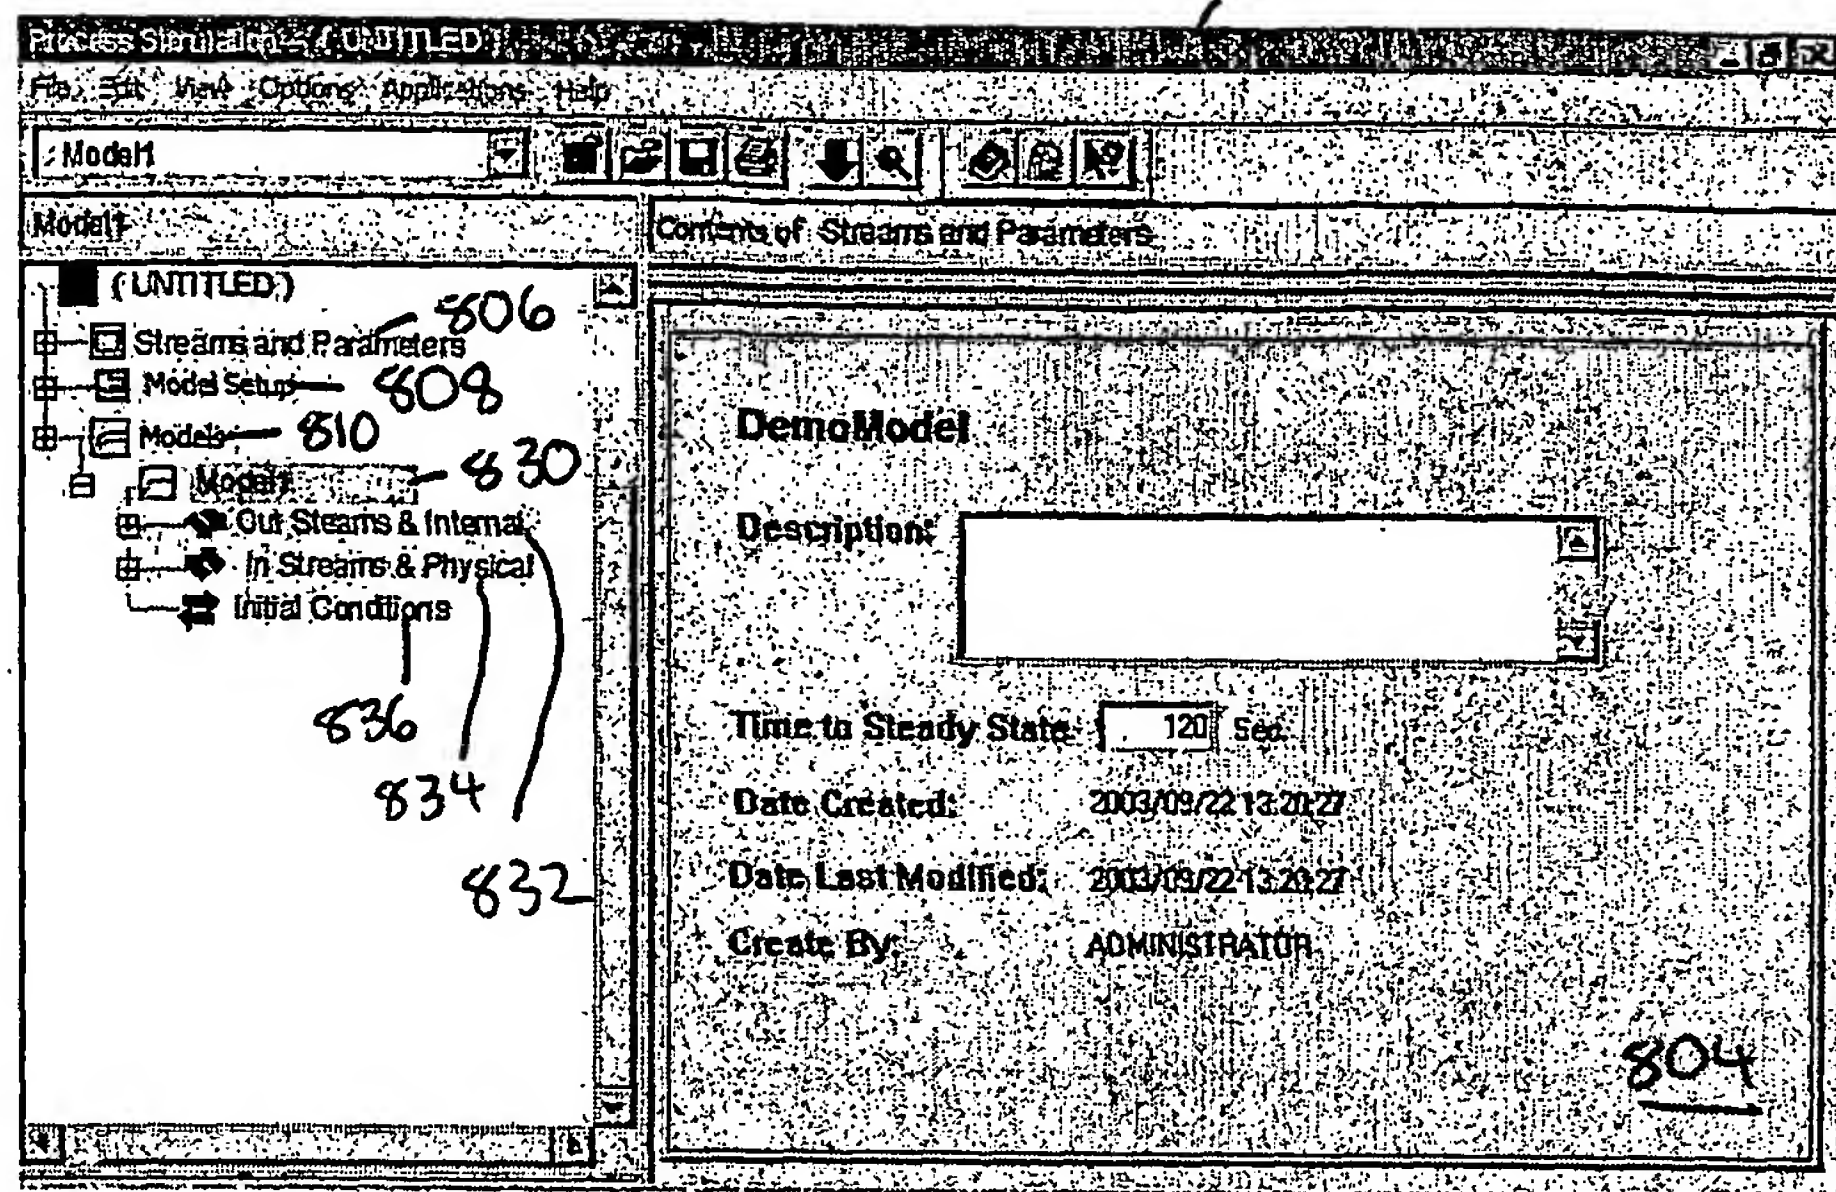 Process Simulation - ( UNTITLED )
File Edit View Options Applications Help
Model1
Model1
Contents of Streams and Parameters
( UNTITLED )
Streams and Parameters 806
Model Setup 808
Models 810
Model1 830
Out Steams & Internal
In Streams & Physical
Initial Conditions
836
834
832
DemoModel
Description:
Time to Steady State 120 Sec.
Date Created: 2003/09/22 13:20:27
Date Last Modified: 2003/09/22 13:20:27
Create By: ADMINISTRATOR
804